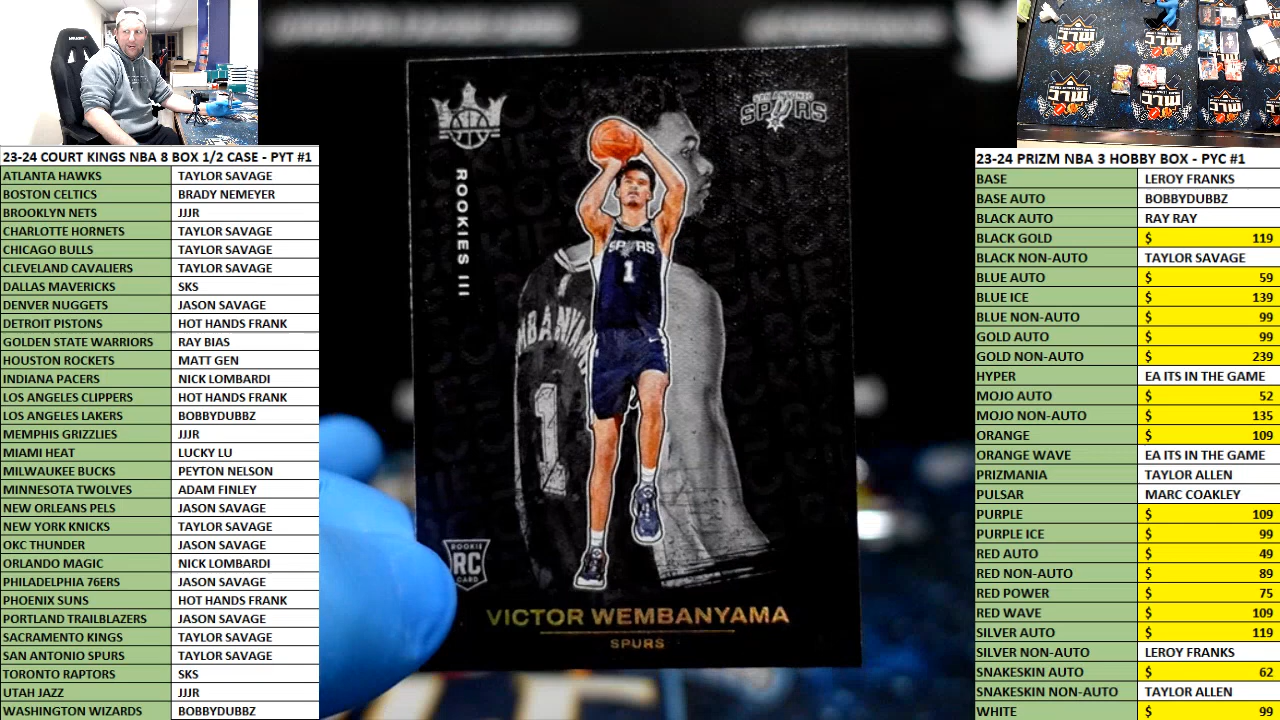 23-24 COURT KINGS NBA 8 BOX 1/2 CASE - PYT #1
ATLANTA HAWKS TAYLOR SAVAGE
BOSTON CELTICS BRADY NEMEYER
BROOKLYN NETS JJJR
CHARLOTTE HORNETS TAYLOR SAVAGE
CHICAGO BULLS TAYLOR SAVAGE
CLEVELAND CAVALIERS TAYLOR SAVAGE
DALLAS MAVERICKS SKS
DENVER NUGGETS JASON SAVAGE
DETROIT PISTONS HOT HANDS FRANK
GOLDEN STATE WARRIORS RAY BIAS
HOUSTON ROCKETS MATT GEN
INDIANA PACERS NICK LOMBARDI
LOS ANGELES CLIPPERS HOT HANDS FRANK
LOS ANGELES LAKERS BOBBYDUBBZ
MEMPHIS GRIZZLIES JJJR
MIAMI HEAT LUCKY LU
MILWAUKEE BUCKS PEYTON NELSON
MINNESOTA TWOLVES ADAM FINLEY
NEW ORLEANS PELS JASON SAVAGE
NEW YORK KNICKS TAYLOR SAVAGE
OKC THUNDER JASON SAVAGE
ORLANDO MAGIC NICK LOMBARDI
PHILADELPHIA 76ERS JASON SAVAGE
PHOENIX SUNS HOT HANDS FRANK
PORTLAND TRAILBLAZERS JASON SAVAGE
SACRAMENTO KINGS TAYLOR SAVAGE
SAN ANTONIO SPURS TAYLOR SAVAGE
TORONTO RAPTORS SKS
UTAH JAZZ JJJR
WASHINGTON WIZARDS BOBBYDUBBZ
SAN ANTONIO
SPURS
ROOKIES III
SPURS
1
MBANYAM
1
ROOKIE
RC
CARD
VICTOR WEMBANYAMA
SPURS
23-24 PRIZM NBA 3 HOBBY BOX - PYC #1
BASE LEROY FRANKS
BASE AUTO BOBBYDUBBZ
BLACK AUTO RAY RAY
BLACK GOLD $ 119
BLACK NON-AUTO TAYLOR SAVAGE
BLUE AUTO $ 59
BLUE ICE $ 139
BLUE NON-AUTO $ 99
GOLD AUTO $ 99
GOLD NON-AUTO $ 239
HYPER EA ITS IN THE GAME
MOJO AUTO $ 52
MOJO NON-AUTO $ 135
ORANGE $ 109
ORANGE WAVE EA ITS IN THE GAME
PRIZMANIA TAYLOR ALLEN
PULSAR MARC COAKLEY
PURPLE $ 109
PURPLE ICE $ 99
RED AUTO $ 49
RED NON-AUTO $ 89
RED POWER $ 75
RED WAVE $ 109
SILVER AUTO $ 119
SILVER NON-AUTO LEROY FRANKS
SNAKESKIN AUTO $ 62
SNAKESKIN NON-AUTO TAYLOR ALLEN
WHITE $ 99